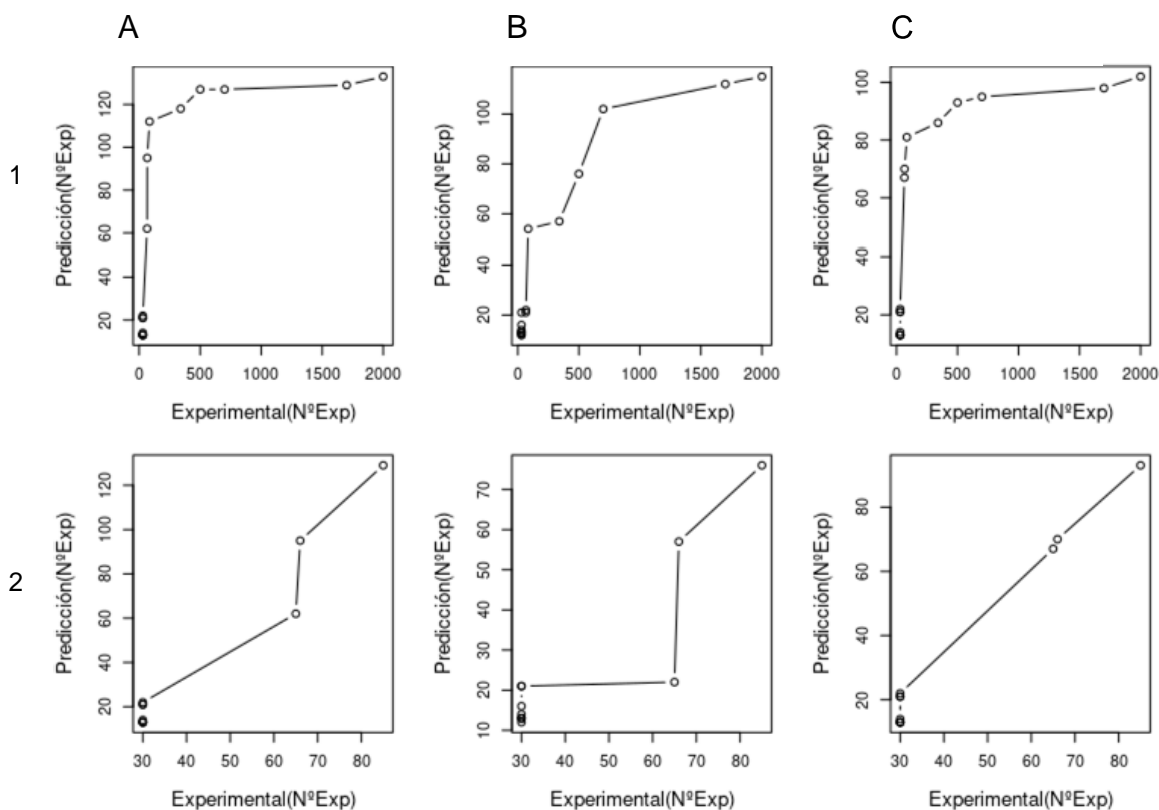 A B C
1
Predicción(NºExp)
20 40 60 80 100 120
0 500 1000 1500 2000
Experimental(NºExp)
Predicción(NºExp)
20 40 60 80 100
0 500 1000 1500 2000
Experimental(NºExp)
Predicción(NºExp)
20 40 60 80 100
0 500 1000 1500 2000
Experimental(NºExp)
2
Predicción(NºExp)
20 40 60 80 100 120
30 40 50 60 70 80
Experimental(NºExp)
Predicción(NºExp)
10 20 30 40 50 60 70
30 40 50 60 70 80
Experimental(NºExp)
Predicción(NºExp)
20 40 60 80
30 40 50 60 70 80
Experimental(NºExp)